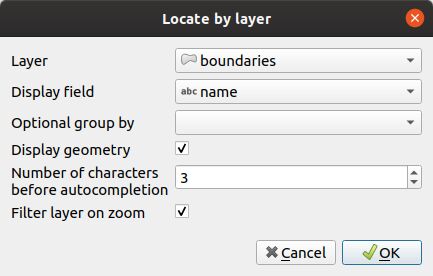 Locate by layer
Layer
boundaries
Display field
abc name
Optional group by
Display geometry
Number of characters
before autocompletion
3
Filter layer on zoom
Cancel
OK